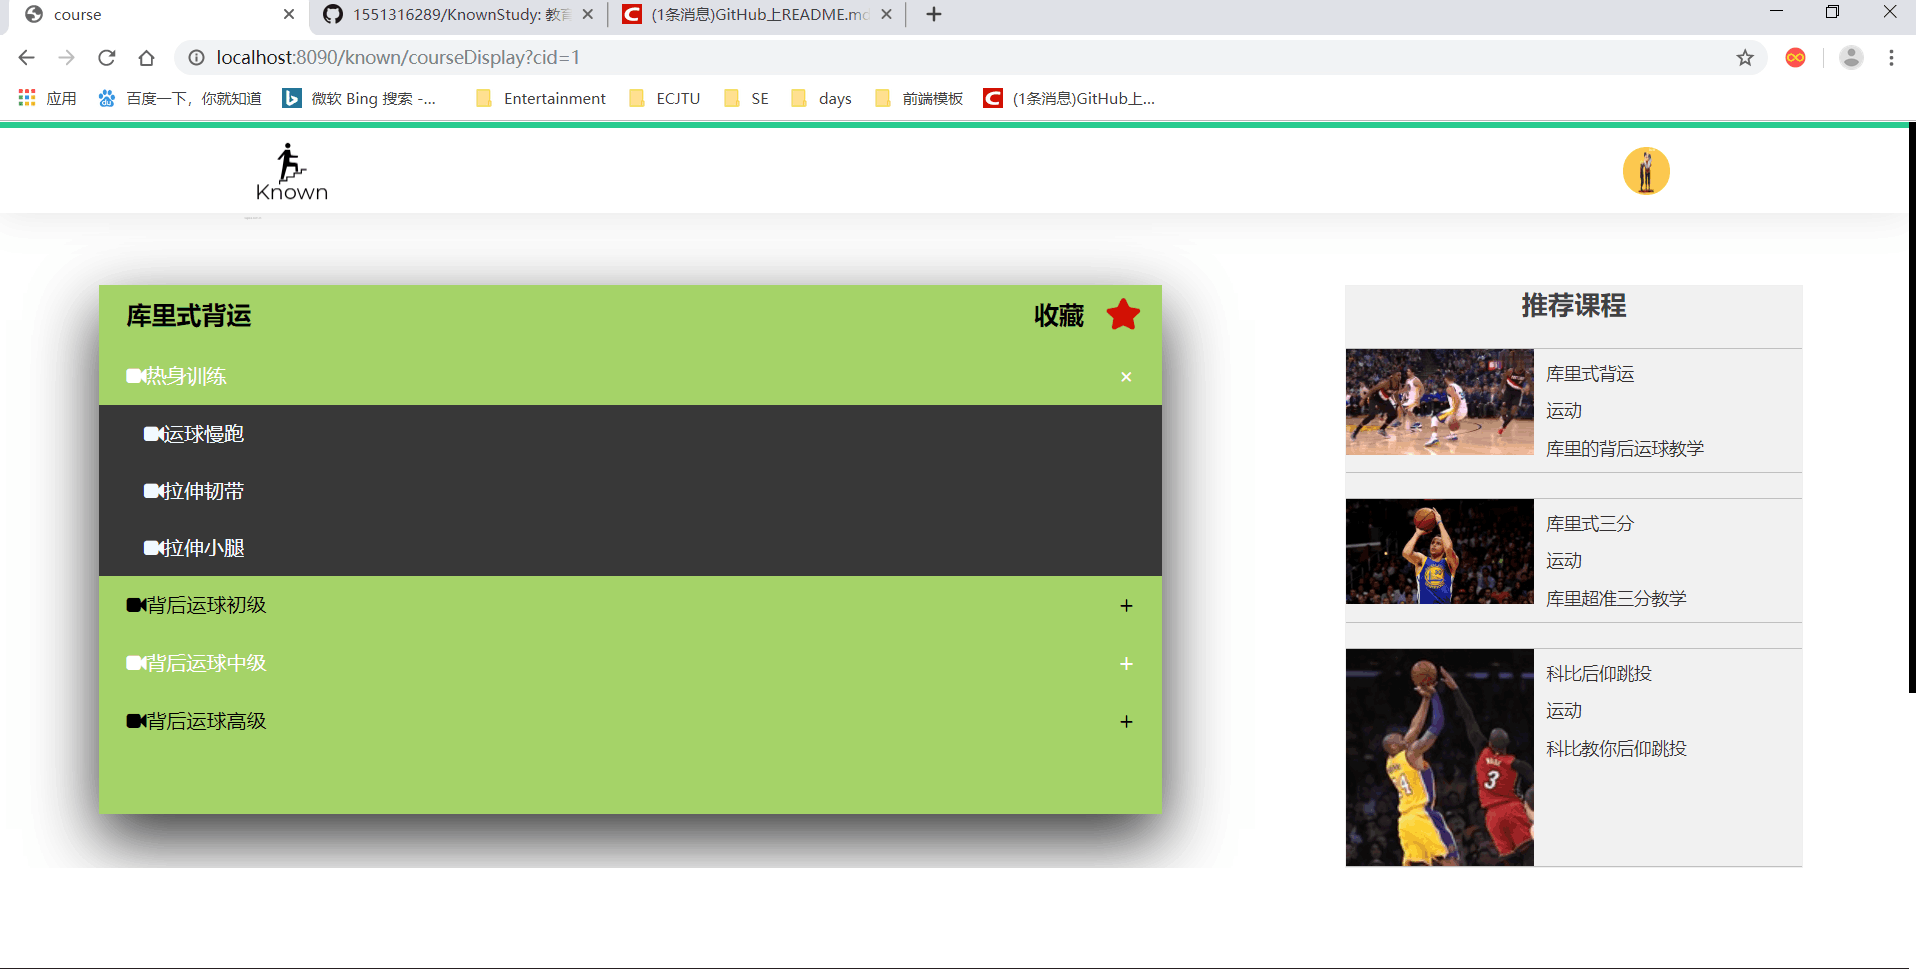 course
1551316289/KnownStudy: 教育
(1条消息)GitHub上README.md
localhost:8090/known/courseDisplay?cid=1
应用
百度一下，你就知道
微软 Bing 搜索 -...
Entertainment
ECJTU
SE
days
前端模板
(1条消息)GitHub上...
Known
库里式背运
收藏
热身训练
运球慢跑
拉伸韧带
拉伸小腿
背后运球初级
背后运球中级
背后运球高级
推荐课程
库里式背运
运动
库里的背后运球教学
库里式三分
运动
库里超准三分教学
科比后仰跳投
运动
科比教你后仰跳投